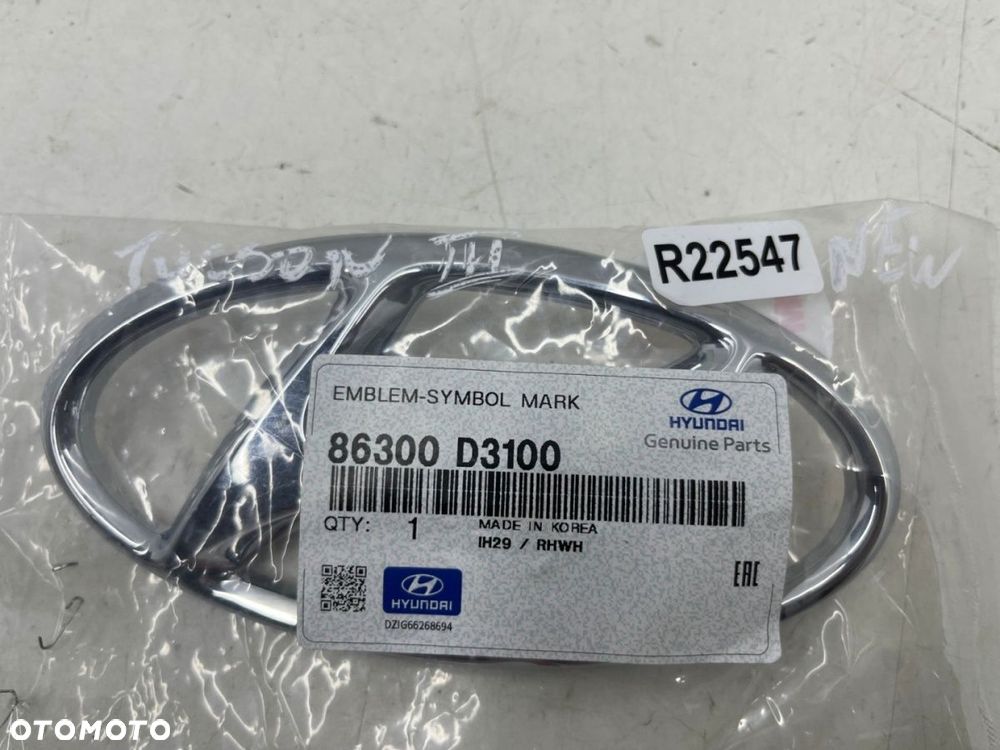 TUCSON III
R22547
NEW
EMBLEM-SYMBOL MARK
HYUNDAI
Genuine Parts
86300 D3100
QTY: 1
MADE IN KOREA
IH29 / RHWH
EAC
HYUNDAI
DZIG66268694
OTOMOTO